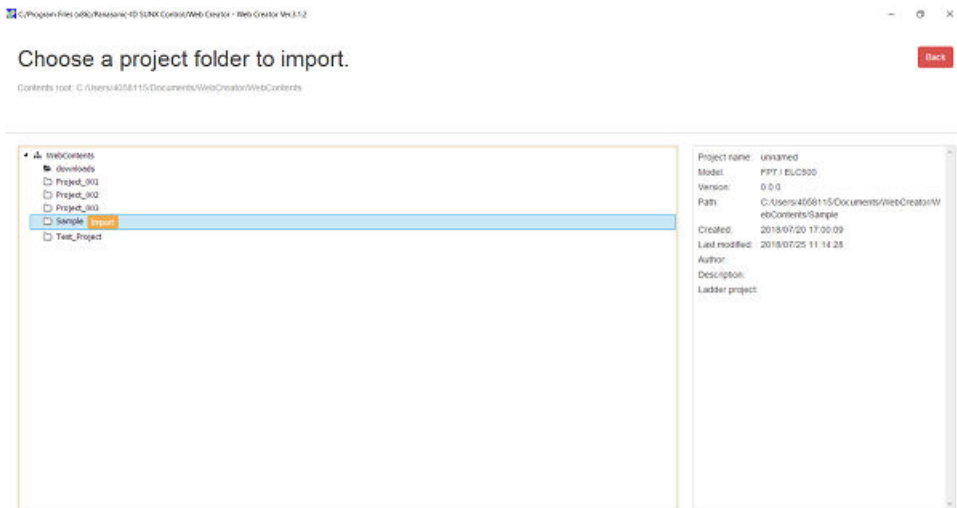 C:/Program Files (x86)/Panasonic-ID SUNX Control/Web Creator - Web Creator Ver.3.1.2
Choose a project folder to import.
Back
Contents root: C:/Users/4058115/Documents/WebCreator/WebContents
WebContents
downloads
Project_001
Project_002
Project_003
Sample Import
Test_Project
Project name: unnamed
Model: FP7 / ELC500
Version: 0.0.0
Path: C:/Users/4058115/Documents/WebCreator/W
ebContents/Sample
Created: 2018/07/20 17:00:09
Last modified: 2018/07/25 11:14:28
Author:
Description:
Ladder project: